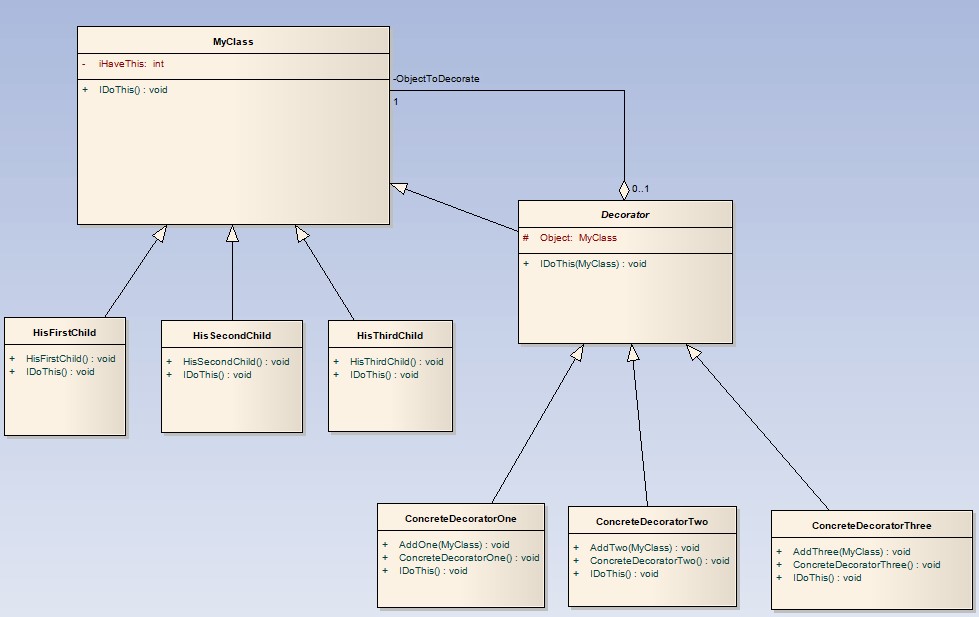 MyClass
- iHaveThis: int
+ IDoThis() : void
-ObjectToDecorate
1
0..1
Decorator
# Object: MyClass
+ IDoThis(MyClass) : void
HisFirstChild
+ HisFirstChild() : void
+ IDoThis() : void
HisSecondChild
+ HisSecondChild() : void
+ IDoThis() : void
HisThirdChild
+ HisThirdChild() : void
+ IDoThis() : void
ConcreteDecoratorOne
+ AddOne(MyClass) : void
+ ConcreteDecoratorOne() : void
+ IDoThis() : void
ConcreteDecoratorTwo
+ AddTwo(MyClass) : void
+ ConcreteDecoratorTwo() : void
+ IDoThis() : void
ConcreteDecoratorThree
+ AddThree(MyClass) : void
+ ConcreteDecoratorThree() : void
+ IDoThis() : void